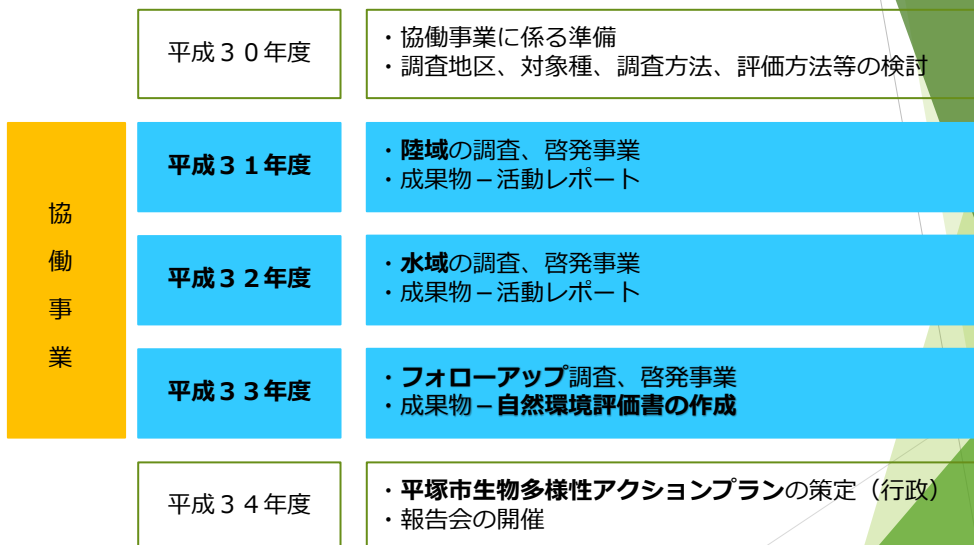 平成３０年度
・協働事業に係る準備
・調査地区、対象種、調査方法、評価方法等の検討
協働事業
平成３１年度
・陸域の調査、啓発事業
・成果物－活動レポート
平成３２年度
・水域の調査、啓発事業
・成果物－活動レポート
平成３３年度
・フォローアップ調査、啓発事業
・成果物－自然環境評価書の作成
平成３４年度
・平塚市生物多様性アクションプランの策定（行政）
・報告会の開催